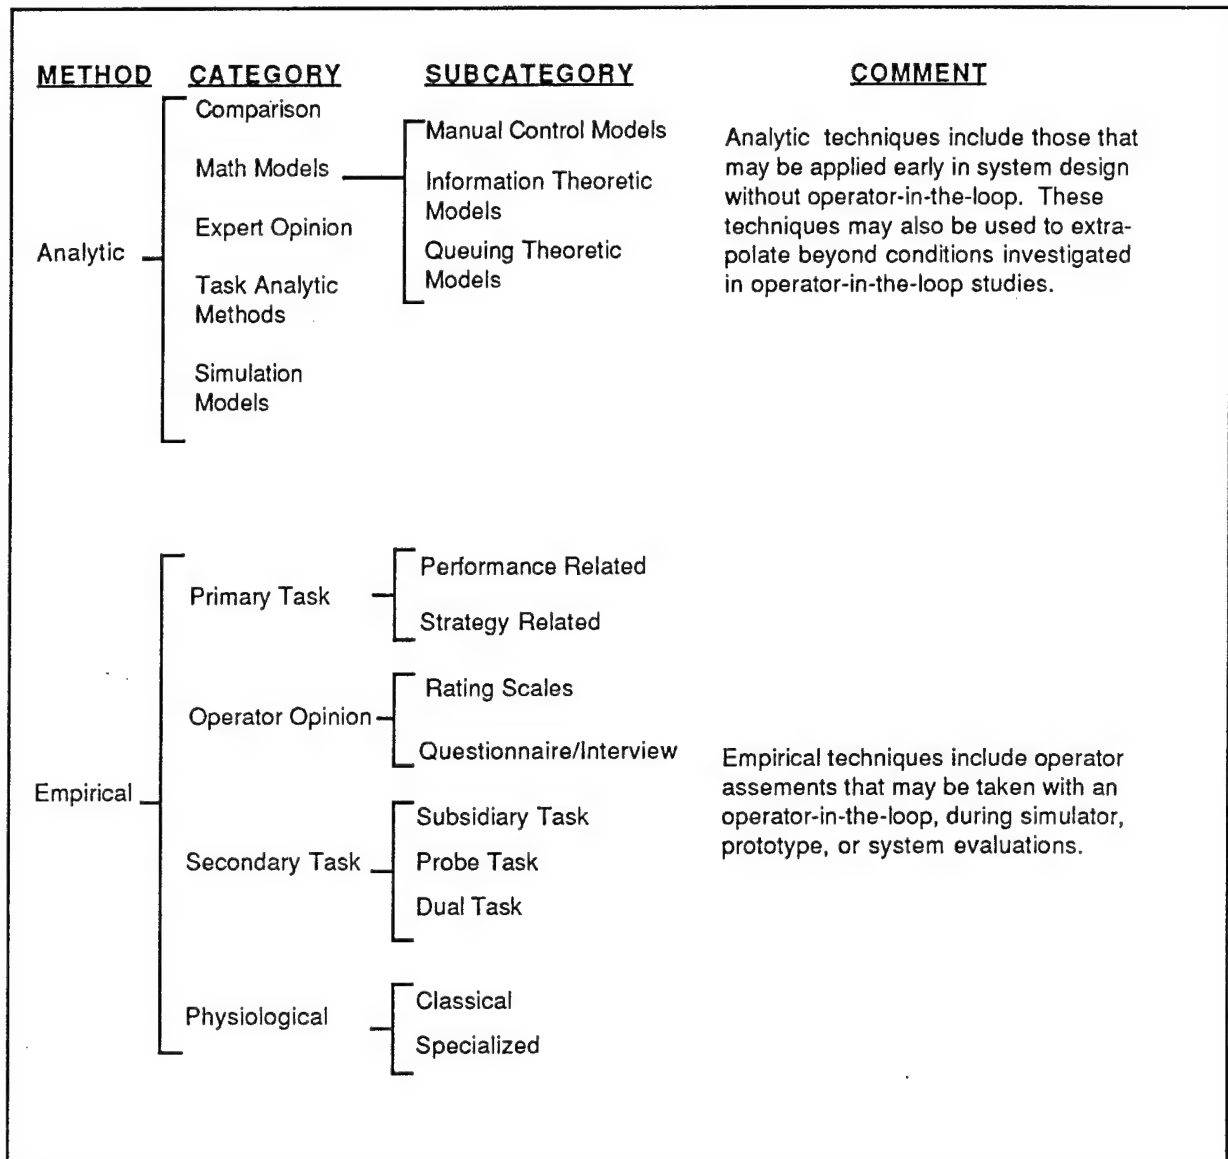 METHOD CATEGORY SUBCATEGORY COMMENT
Analytic
Comparison
Math Models
Expert Opinion
Task Analytic
Methods
Simulation
Models
Manual Control Models
Information Theoretic
Models
Queuing Theoretic
Models
Analytic techniques include those that
may be applied early in system design
without operator-in-the-loop. These
techniques may also be used to extra-
polate beyond conditions investigated
in operator-in-the-loop studies.
Empirical
Primary Task
Performance Related
Strategy Related
Operator Opinion
Rating Scales
Questionnaire/Interview
Secondary Task
Subsidiary Task
Probe Task
Dual Task
Physiological
Classical
Specialized
Empirical techniques include operator
assements that may be taken with an
operator-in-the-loop, during simulator,
prototype, or system evaluations.